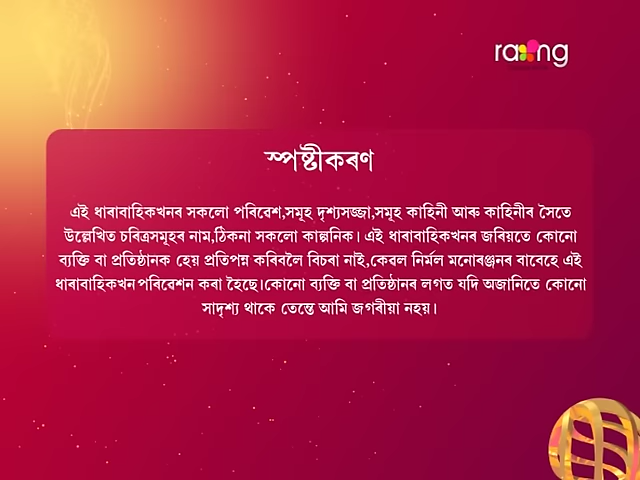 rang
স্পষ্টীকৰণ
এই ধাৰাবাহিকখনৰ সকলো পৰিৱেশ,সমূহ দৃশ্যসজ্জা,সমূহ কাহিনী আৰু কাহিনীৰ সৈতে
উল্লেখিত চৰিত্ৰসমূহৰ নাম,ঠিকনা সকলো কাল্পনিক। এই ধাৰাবাহিকখনৰ জৰিয়তে কোনো
ব্যক্তি বা প্ৰতিষ্ঠানক হেয় প্ৰতিপন্ন কৰিবলৈ বিচৰা নাই,কেৱল নিৰ্মল মনোৰঞ্জনৰ বাবেহে এই
ধাৰাবাহিকখন পৰিৱেশন কৰা হৈছে।কোনো ব্যক্তি বা প্ৰতিষ্ঠানৰ লগত যদি অজানিতে কোনো
সাদৃশ্য থাকে তেন্তে আমি জগৰীয়া নহয়।